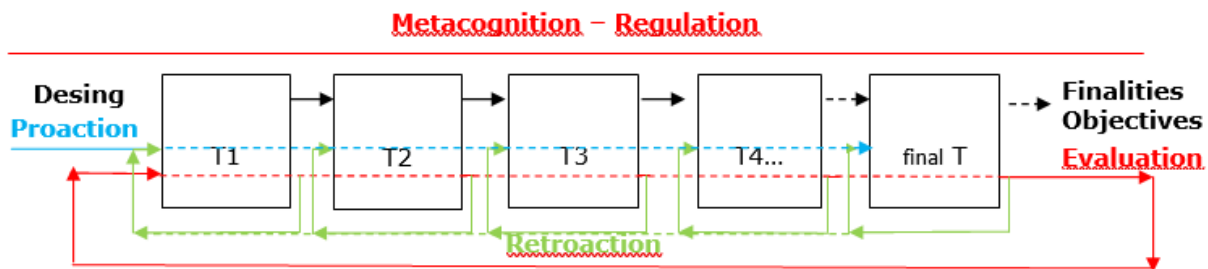 Metacognition – Regulation
Desing
Proaction
T1
T2
T3
T4...
final T
Finalities
Objectives
Evaluation
Retroaction